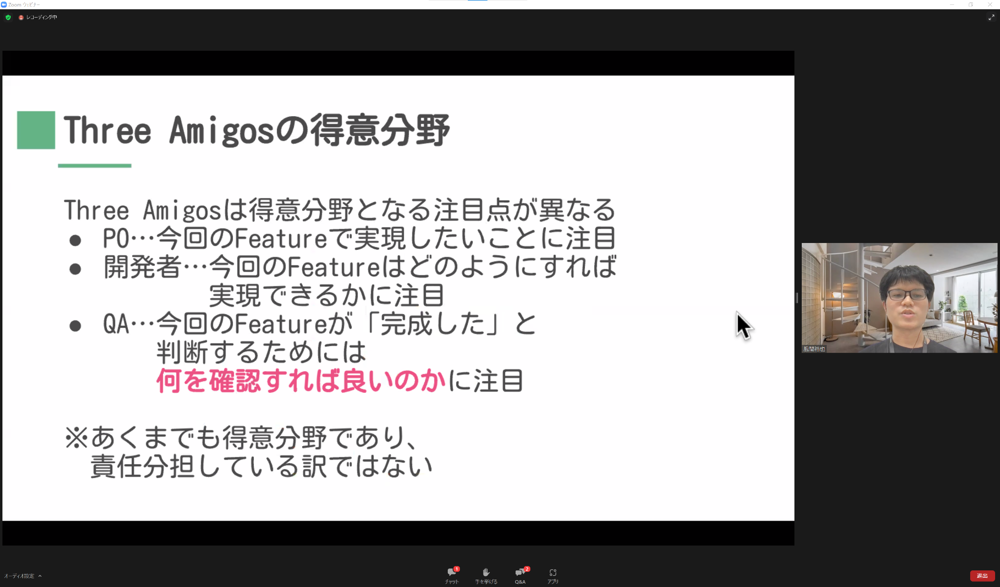 Zoom ウェビナー
レコーディング中
Three Amigosの得意分野
Three Amigosは得意分野となる注目点が異なる
● PO…今回のFeatureで実現したいことに注目
● 開発者…今回のFeatureはどのようにすれば
実現できるかに注目
● QA…今回のFeatureが「完成した」と
判断するためには
何を確認すれば良いのかに注目
※あくまでも得意分野であり、
責任分担している訳ではない
風間裕也
オーディオ設定
1
チャット
手を挙げる
2
Q&A
アプリ
退出